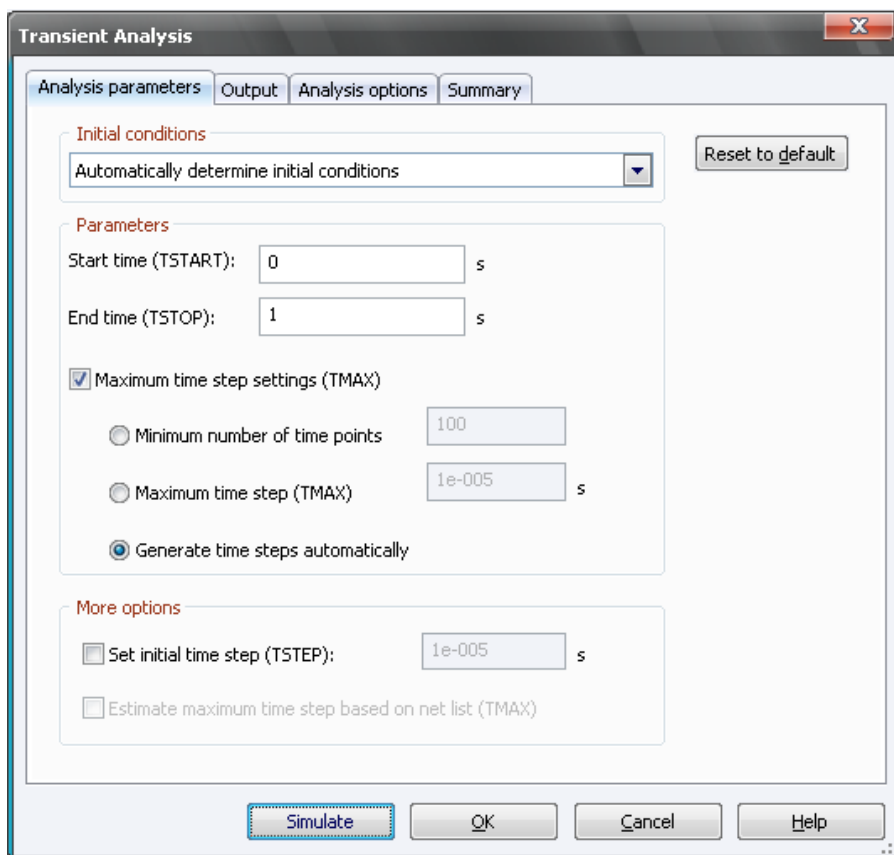 Transient Analysis
Analysis parameters Output Analysis options Summary
Initial conditions
Automatically determine initial conditions
Reset to default
Parameters
Start time (TSTART): 0 s
End time (TSTOP): 1 s
Maximum time step settings (TMAX)
Minimum number of time points 100
Maximum time step (TMAX) 1e-005 s
Generate time steps automatically
More options
Set initial time step (TSTEP): 1e-005 s
Estimate maximum time step based on net list (TMAX)
Simulate OK Cancel Help